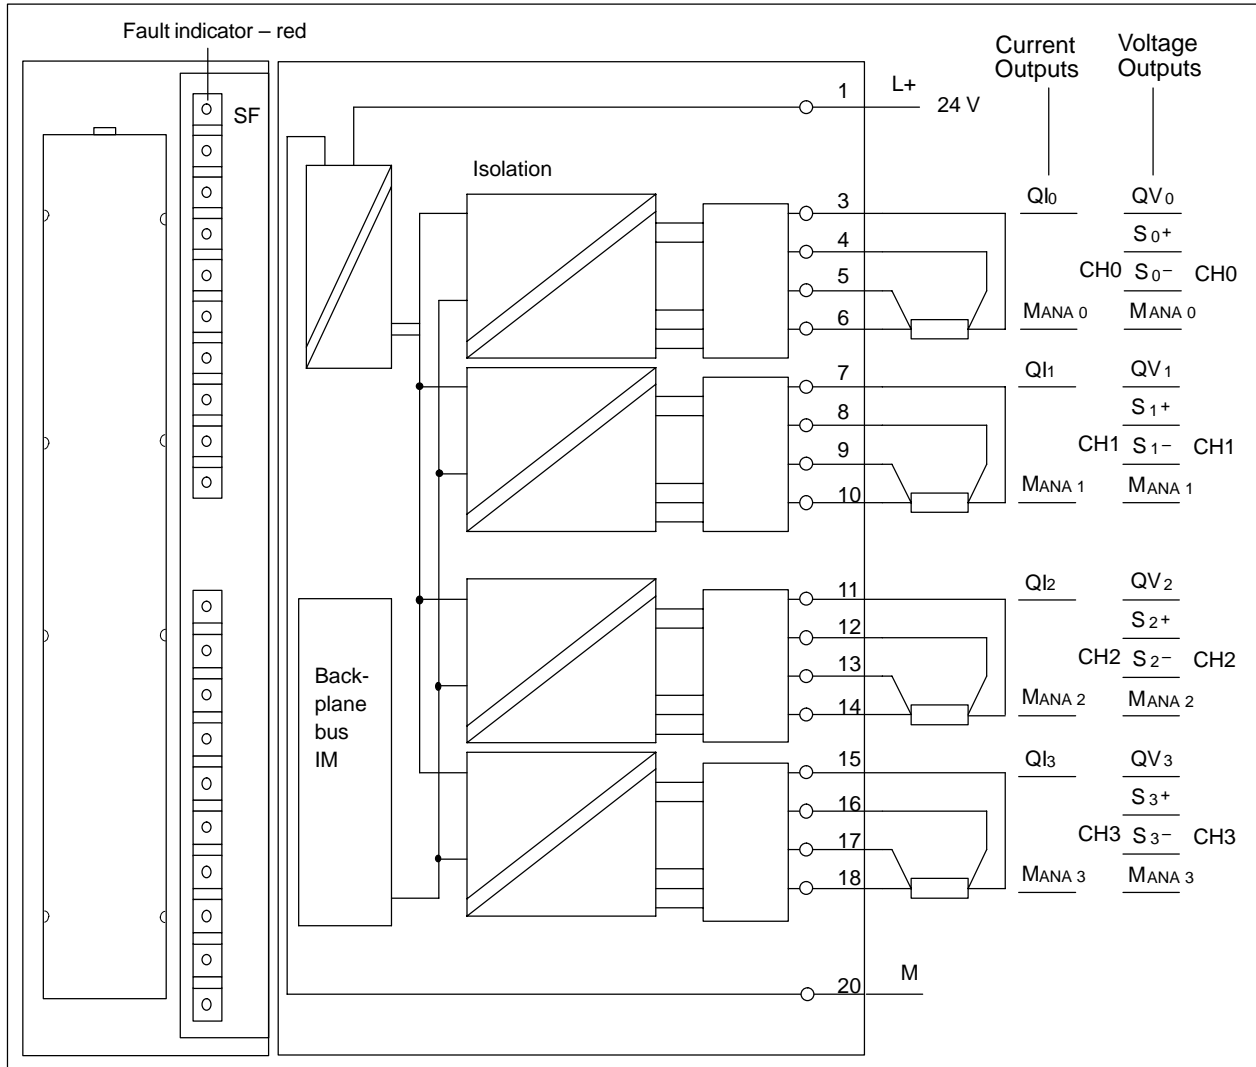 Fault indicator – red
SF
Isolation
Back-
plane
bus
IM
1
L+
24 V
3
4
5
6
7
8
9
10
11
12
13
14
15
16
17
18
20
M
Current
Outputs
Voltage
Outputs
QI0
QV0
S0+
CH0 S0– CH0
MANA 0
MANA 0
QI1
QV1
S1+
CH1 S1– CH1
MANA 1
MANA 1
QI2
QV2
S2+
CH2 S2– CH2
MANA 2
MANA 2
QI3
QV3
S3+
CH3 S3– CH3
MANA 3
MANA 3